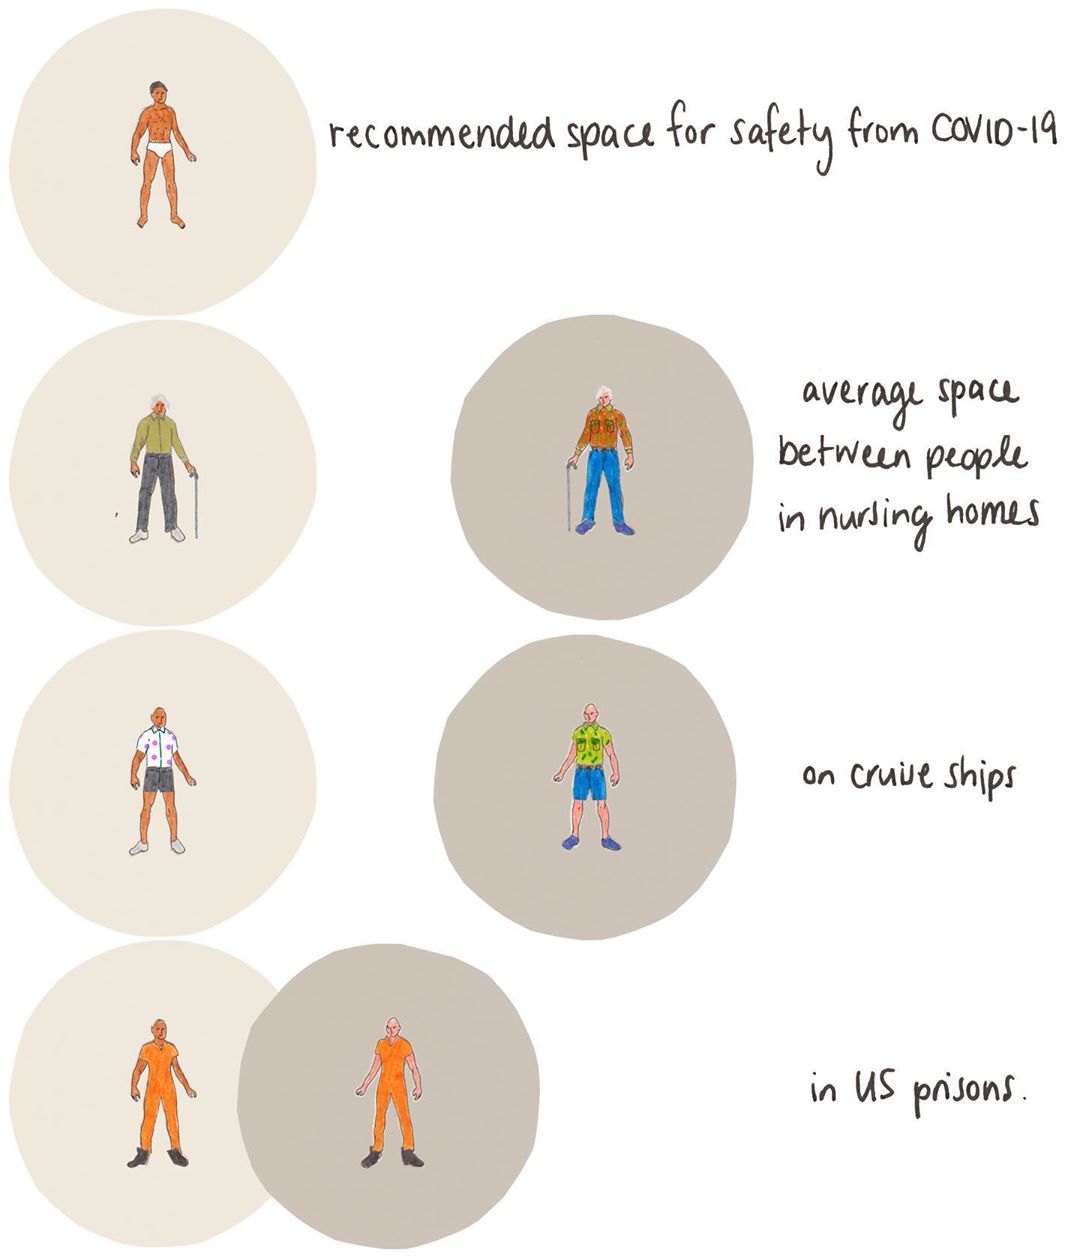 recommended space for safety from COVID-19
average space
between people
in nursing homes
on cruise ships
in US prisons.